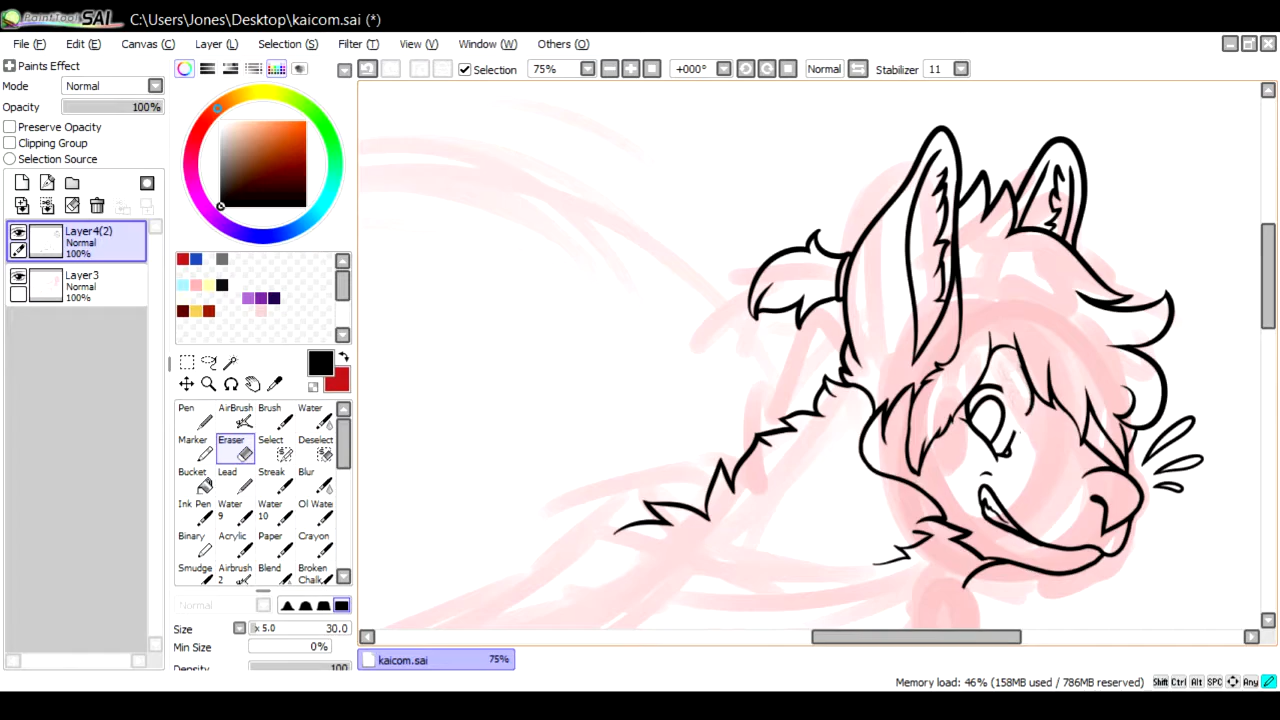 PaintTool SAI C:\Users\Jones\Desktop\kaicom.sai (*)
File (F) Edit (E) Canvas (C) Layer (L) Selection (S) Filter (T) View (V) Window (W) Others (O)
Paints Effect
Mode Normal
Opacity 100%
Preserve Opacity
Clipping Group
Selection Source
Selection 75% +000° Normal Stabilizer 11
Layer4(2)
Normal
100%
Layer3
Normal
100%
Pen AirBrush Brush Water
Marker Eraser Select Deselect
Bucket Lead Streak Blur
Ink Pen Water 9 Water 10 Ol Wate
Binary Acrylic Paper Crayon
Smudge Airbrush 2 Blend Broken Chalk
Normal
Size x 5.0 30.0
Min Size 0%
Density 100
kaicom.sai 75%
Memory load: 46% (158MB used / 786MB reserved) Shift Ctrl Alt SPC Any